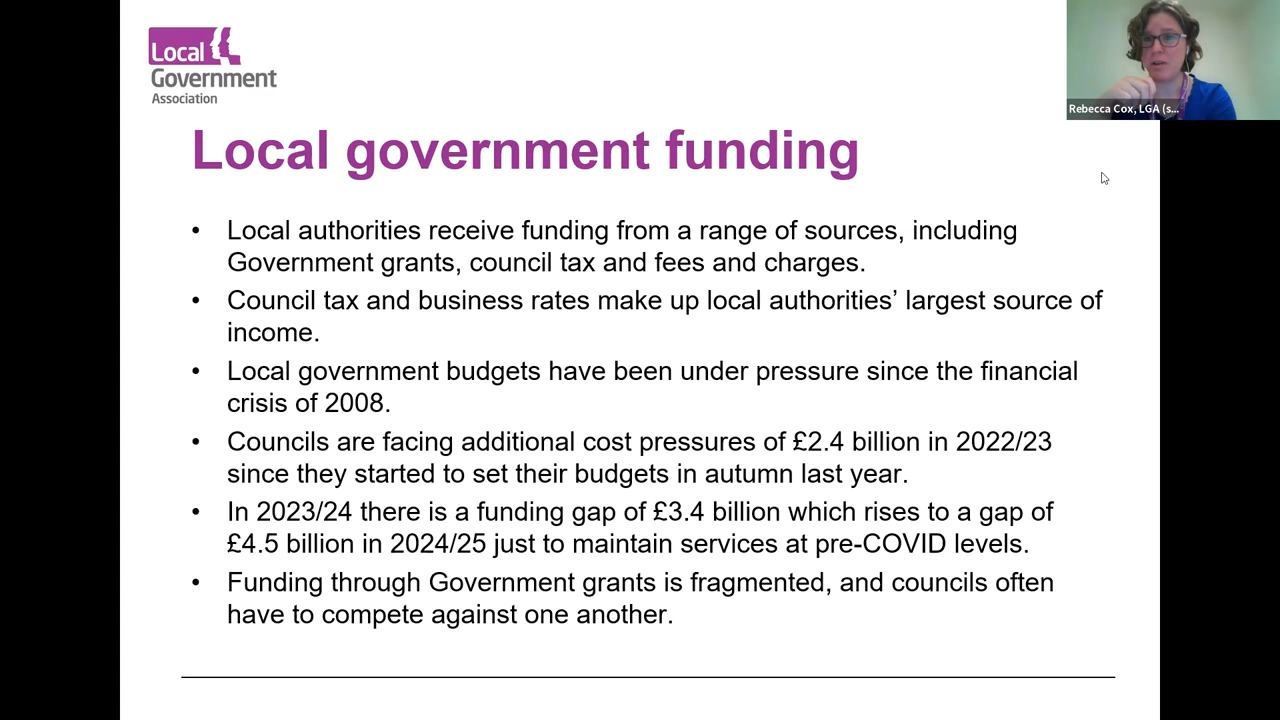 Local
Government
Association
Rebecca Cox, LGA (s...
Local government funding
• Local authorities receive funding from a range of sources, including
Government grants, council tax and fees and charges.
• Council tax and business rates make up local authorities’ largest source of
income.
• Local government budgets have been under pressure since the financial
crisis of 2008.
• Councils are facing additional cost pressures of £2.4 billion in 2022/23
since they started to set their budgets in autumn last year.
• In 2023/24 there is a funding gap of £3.4 billion which rises to a gap of
£4.5 billion in 2024/25 just to maintain services at pre-COVID levels.
• Funding through Government grants is fragmented, and councils often
have to compete against one another.